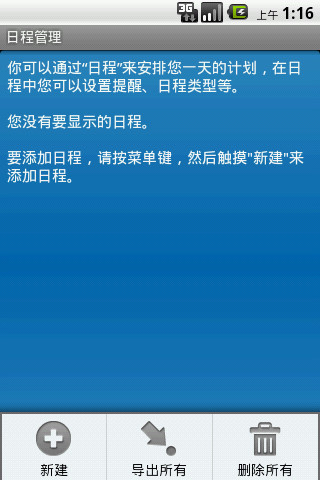 3G 上午 1:16
日程管理
你可以通过“日程”来安排您一天的计划，在日
程中您可以设置提醒、日程类型等。
您没有要显示的日程。
要添加日程，请按菜单键，然后触摸"新建"来
添加日程。
新建 导出所有 删除所有